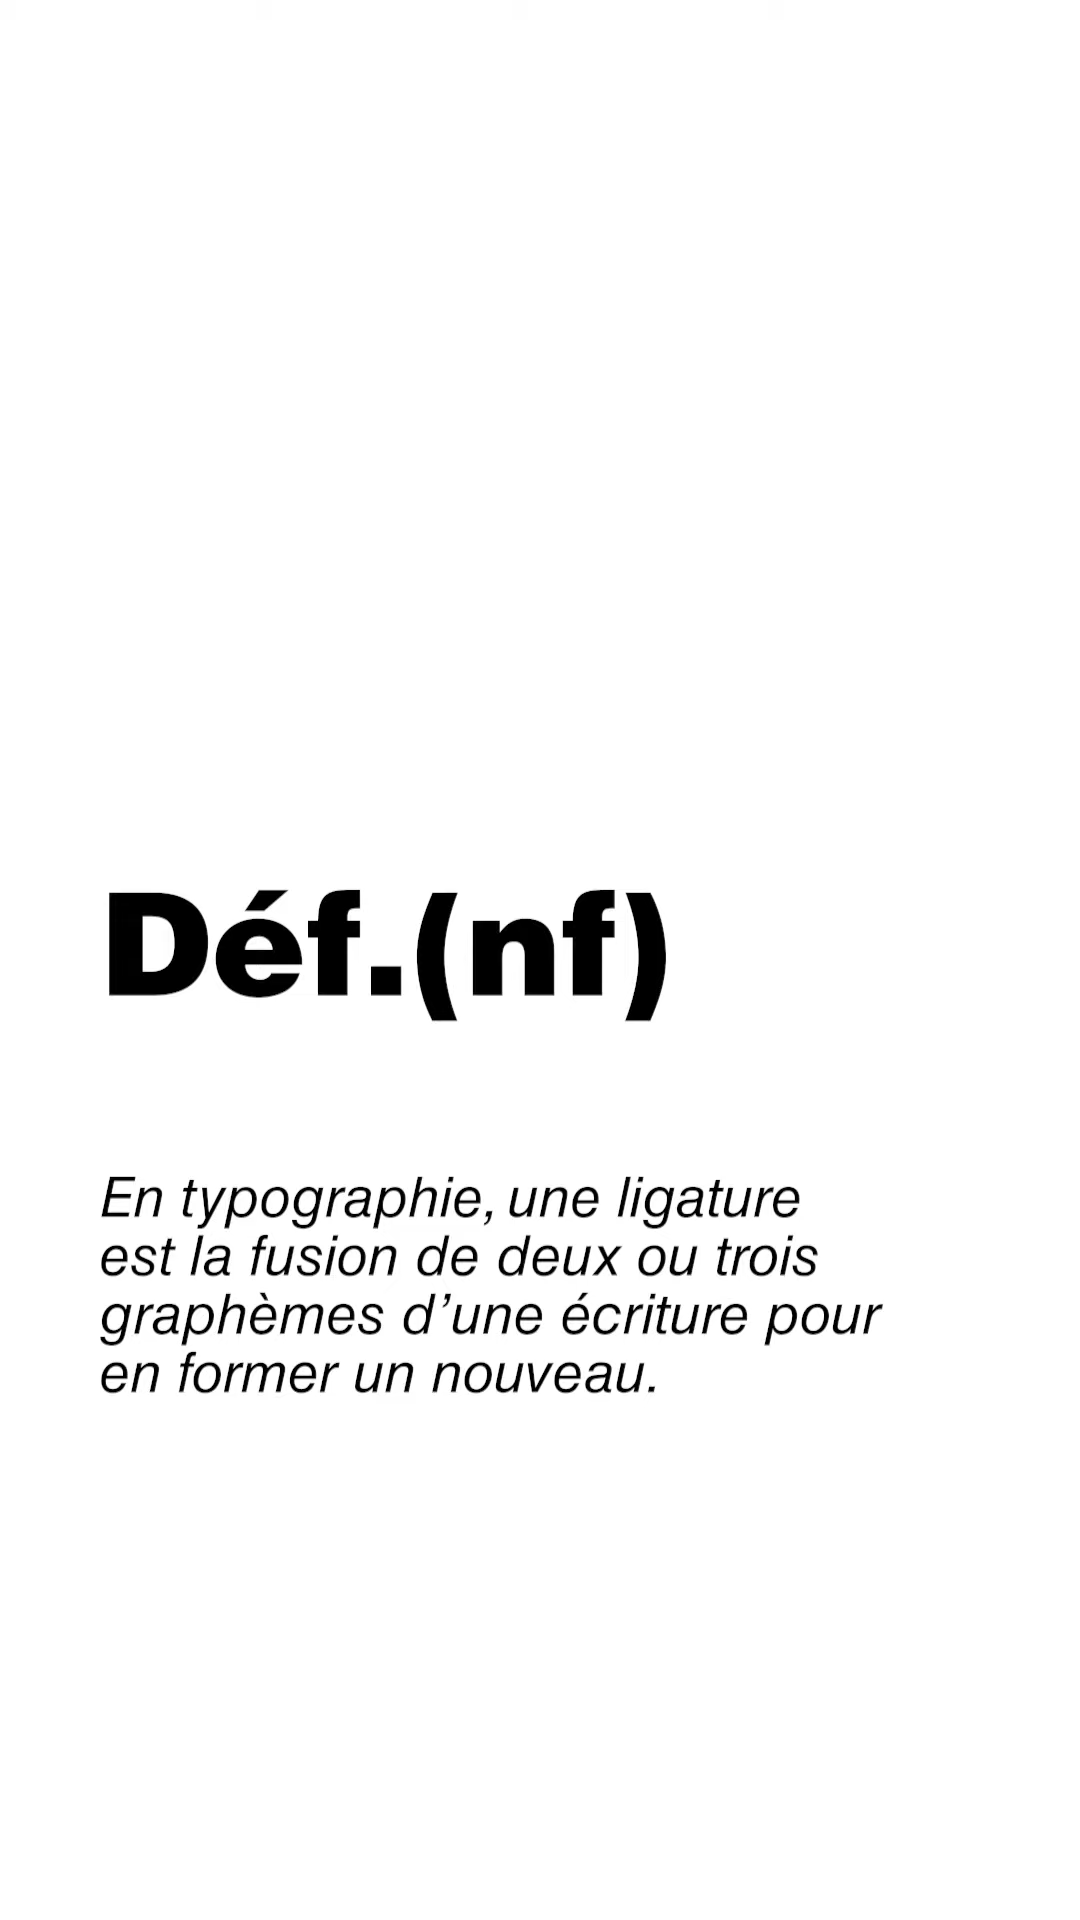 Déf.(nf)
En typographie, une ligature
est la fusion de deux ou trois
graphèmes d’une écriture pour
en former un nouveau.